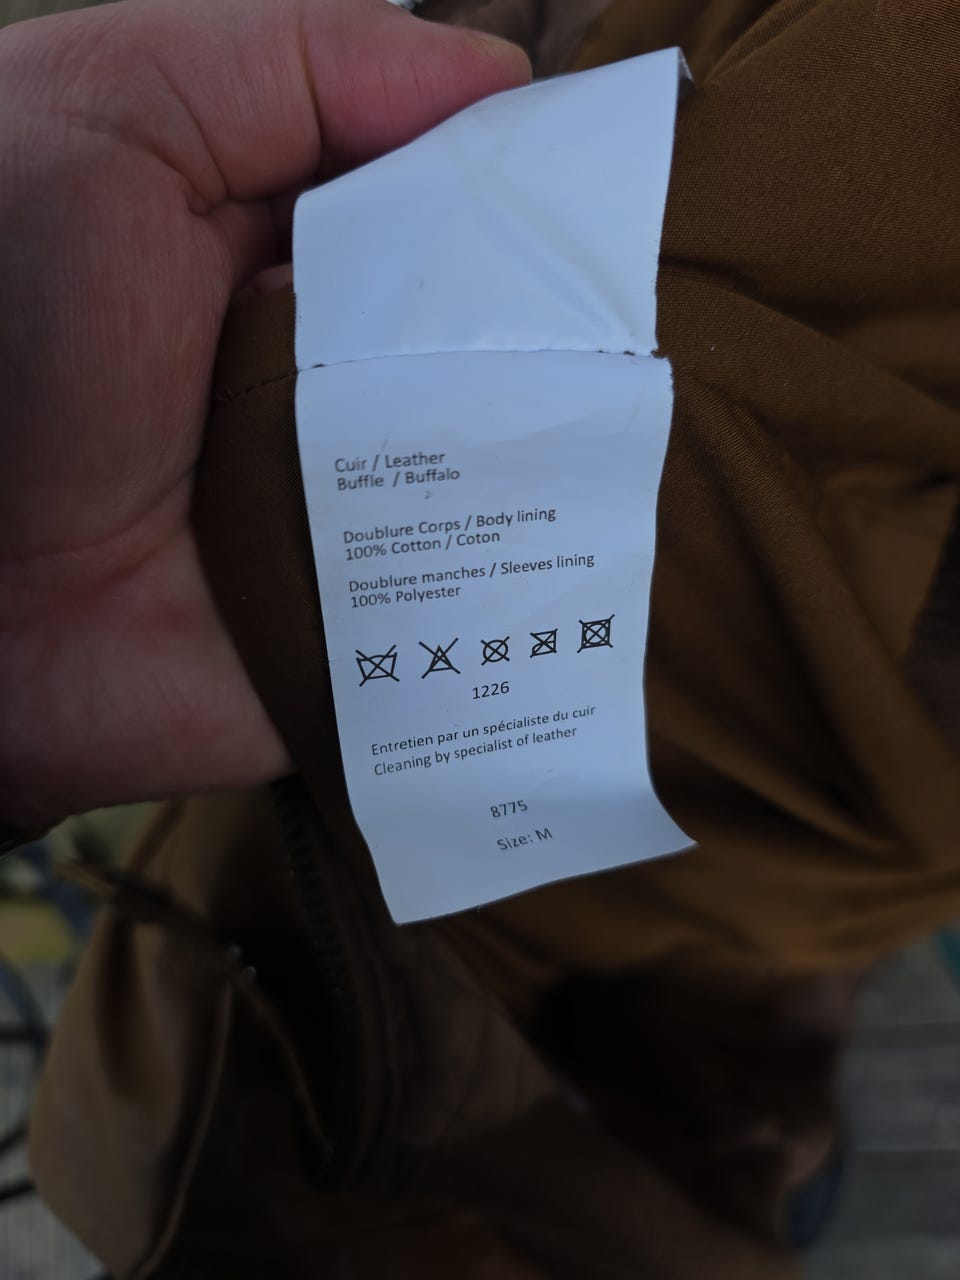 Cuir / Leather
Buffle / Buffalo
Doublure Corps / Body lining
100% Cotton / Coton
Doublure manches / Sleeves lining
100% Polyester
1226
Entretien par un spécialiste du cuir
Cleaning by specialist of leather
8775
Size: M